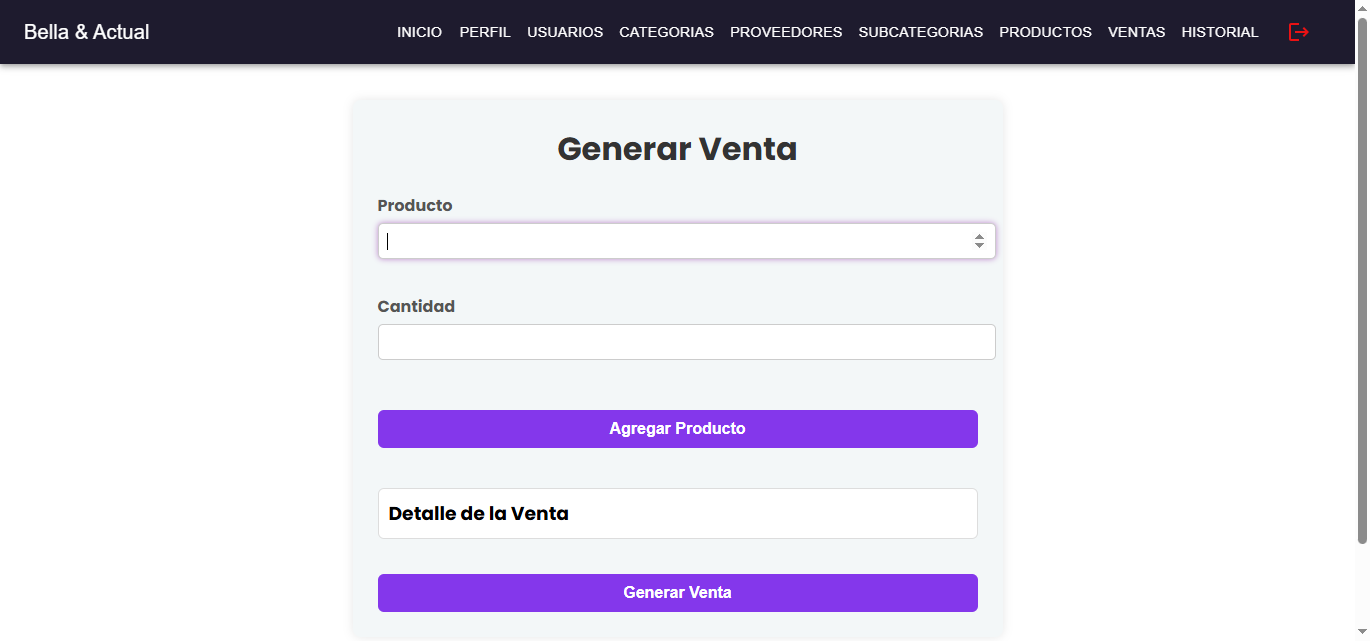 Bella & Actual
INICIO PERFIL USUARIOS CATEGORIAS PROVEEDORES SUBCATEGORIAS PRODUCTOS VENTAS HISTORIAL
Generar Venta
Producto
Cantidad
Agregar Producto
Detalle de la Venta
Generar Venta